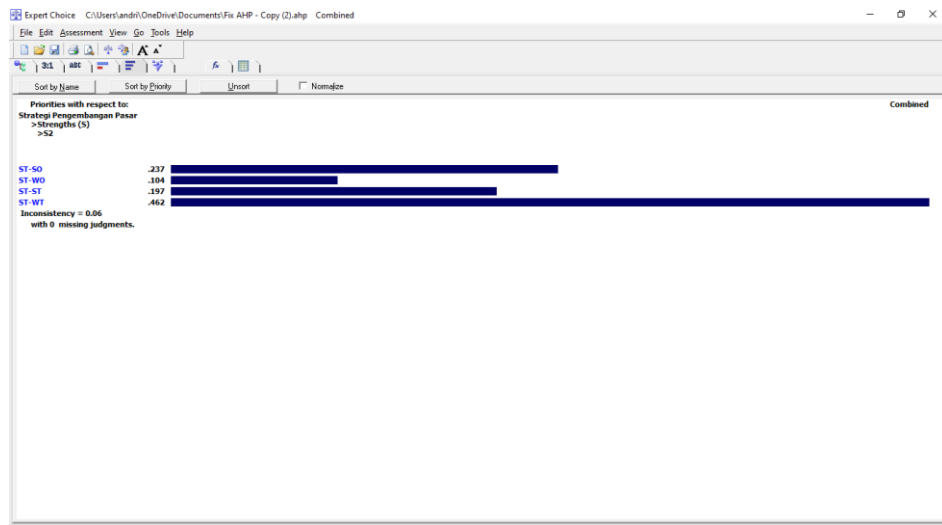 Expert Choice C:\Users\andri\OneDrive\Documents\Fix AHP - Copy (2).ahp Combined
File Edit Assessment View Go Tools Help
A A
3:1 ABC fx
Sort by Name Sort by Priority Unsort Normalize
Priorities with respect to: Combined
Strategi Pengembangan Pasar
>Strengths (S)
>S2
ST-SO .237
ST-WO .104
ST-ST .197
ST-WT .462
Inconsistency = 0.06
with 0 missing judgments.